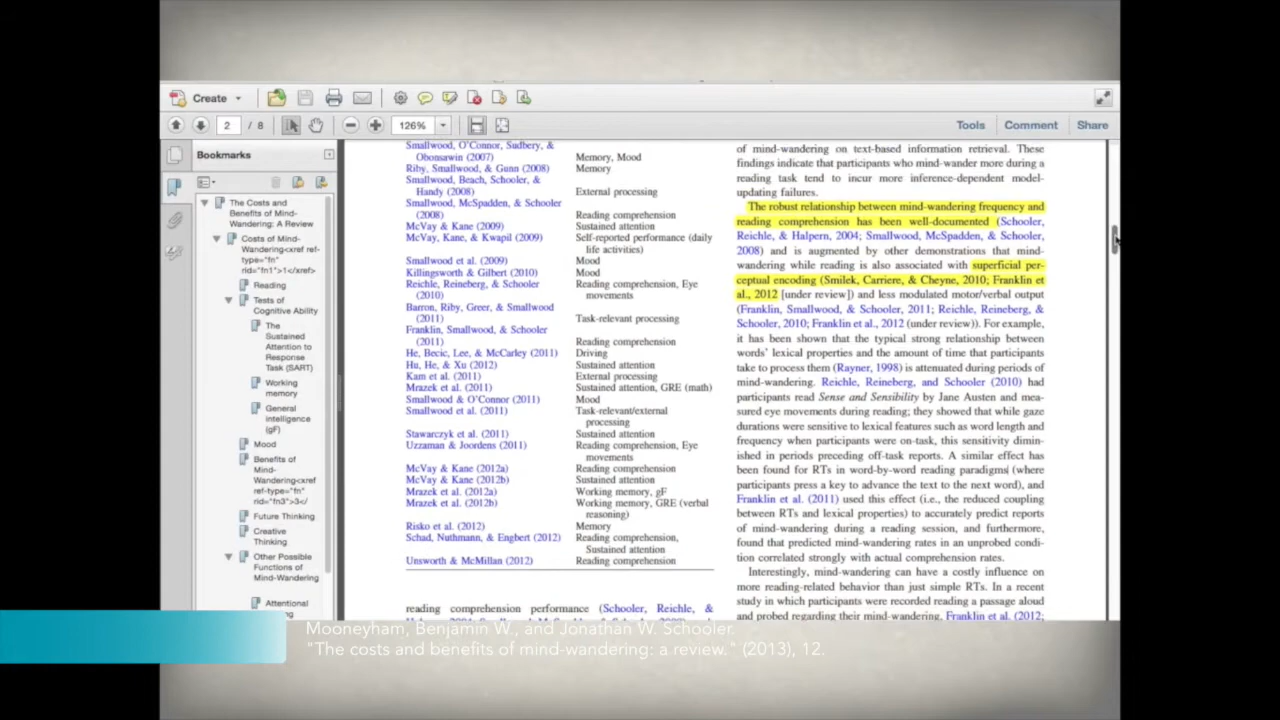 Create
2 / 8
126%
Tools
Comment
Share
Bookmarks
The Costs and
Benefits of Mind-
Wandering: A Review
Costs of Mind-
Wandering<xref ref-
type="fn"
rid="fn1">1</xref>
Reading
Tests of
Cognitive Ability
The
Sustained
Attention to
Response
Task (SART)
Working
memory
General
intelligence
(gF)
Mood
Benefits of
Mind-
Wandering<xref
ref-type="fn"
rid="fn3">3</
Future Thinking
Creative
Thinking
Other Possible
Functions of
Mind-Wandering
Attentional
Smallwood, O'Connor, Sudbery, &
Obonsawin (2007) Memory, Mood
Riby, Smallwood, & Gunn (2008) Memory
Smallwood, Beach, Schooler, &
Handy (2008) External processing
Smallwood, McSpadden, & Schooler
(2008) Reading comprehension
McVay & Kane (2009) Sustained attention
McVay, Kane, & Kwapil (2009) Self-reported performance (daily
life activities)
Smallwood et al. (2009) Mood
Killingsworth & Gilbert (2010) Mood
Reichle, Reineberg, & Schooler Reading comprehension, Eye
(2010) movements
Barron, Riby, Greer, & Smallwood
(2011) Task-relevant processing
Franklin, Smallwood, & Schooler
(2011) Reading comprehension
He, Becic, Lee, & McCarley (2011) Driving
Hu, He, & Xu (2012) Sustained attention
Kam et al. (2011) External processing
Mrazek et al. (2011) Sustained attention, GRE (math)
Smallwood & O'Connor (2011) Mood
Smallwood et al. (2011) Task-relevant/external
processing
Stawarczyk et al. (2011) Sustained attention
Uzzaman & Joordens (2011) Reading comprehension, Eye
movements
McVay & Kane (2012a) Reading comprehension
McVay & Kane (2012b) Sustained attention
Mrazek et al. (2012a) Working memory, gF
Mrazek et al. (2012b) Working memory, GRE (verbal
reasoning)
Risko et al. (2012) Memory
Schad, Nuthmann, & Engbert (2012) Reading comprehension,
Sustained attention
Unsworth & McMillan (2012) Reading comprehension
reading comprehension performance (Schooler, Reichle, &
of mind-wandering on text-based information retrieval. These
findings indicate that participants who mind-wander more during a
reading task tend to incur more inference-dependent model-
updating failures.
The robust relationship between mind-wandering frequency and
reading comprehension has been well-documented (Schooler,
Reichle, & Halpern, 2004; Smallwood, McSpadden, & Schooler,
2008) and is augmented by other demonstrations that mind-
wandering while reading is also associated with superficial per-
ceptual encoding (Smilek, Carriere, & Cheyne, 2010; Franklin et
al., 2012 [under review]) and less modulated motor/verbal output
(Franklin, Smallwood, & Schooler, 2011; Reichle, Reineberg, &
Schooler, 2010; Franklin et al., 2012 (under review)). For example,
it has been shown that the typical strong relationship between
words' lexical properties and the amount of time that participants
take to process them (Rayner, 1998) is attenuated during periods of
mind-wandering. Reichle, Reineberg, and Schooler (2010) had
participants read Sense and Sensibility by Jane Austen and mea-
sured eye movements during reading; they showed that while gaze
durations were sensitive to lexical features such as word length and
frequency when participants were on-task, this sensitivity dimin-
ished in periods preceding off-task reports. A similar effect has
been found for RTs in word-by-word reading paradigms (where
participants press a key to advance the text to the next word), and
Franklin et al. (2011) used this effect (i.e., the reduced coupling
between RTs and lexical properties) to accurately predict reports
of mind-wandering during a reading session, and furthermore,
found that predicted mind-wandering rates in an unprobed condi-
tion correlated strongly with actual comprehension rates.
Interestingly, mind-wandering can have a costly influence on
more reading-related behavior than just simple RTs. In a recent
study in which participants were recorded reading a passage aloud
and probed regarding their mind-wandering, Franklin et al. (2012;
Mooneyham, Benjamin W., and Jonathan W. Schooler.
"The costs and benefits of mind-wandering: a review." (2013), 12.